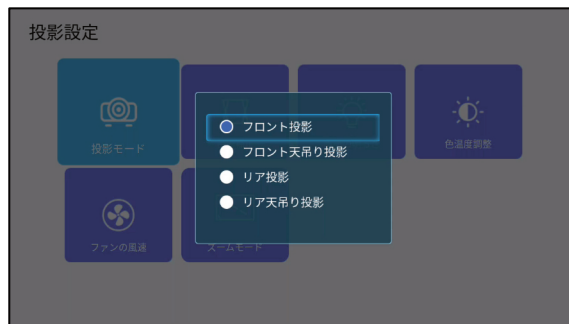 投影設定
投影モード
フロント投影
フロント天吊り投影
リア投影
リア天吊り投影
色温度調整
ファンの風速
ズームモード